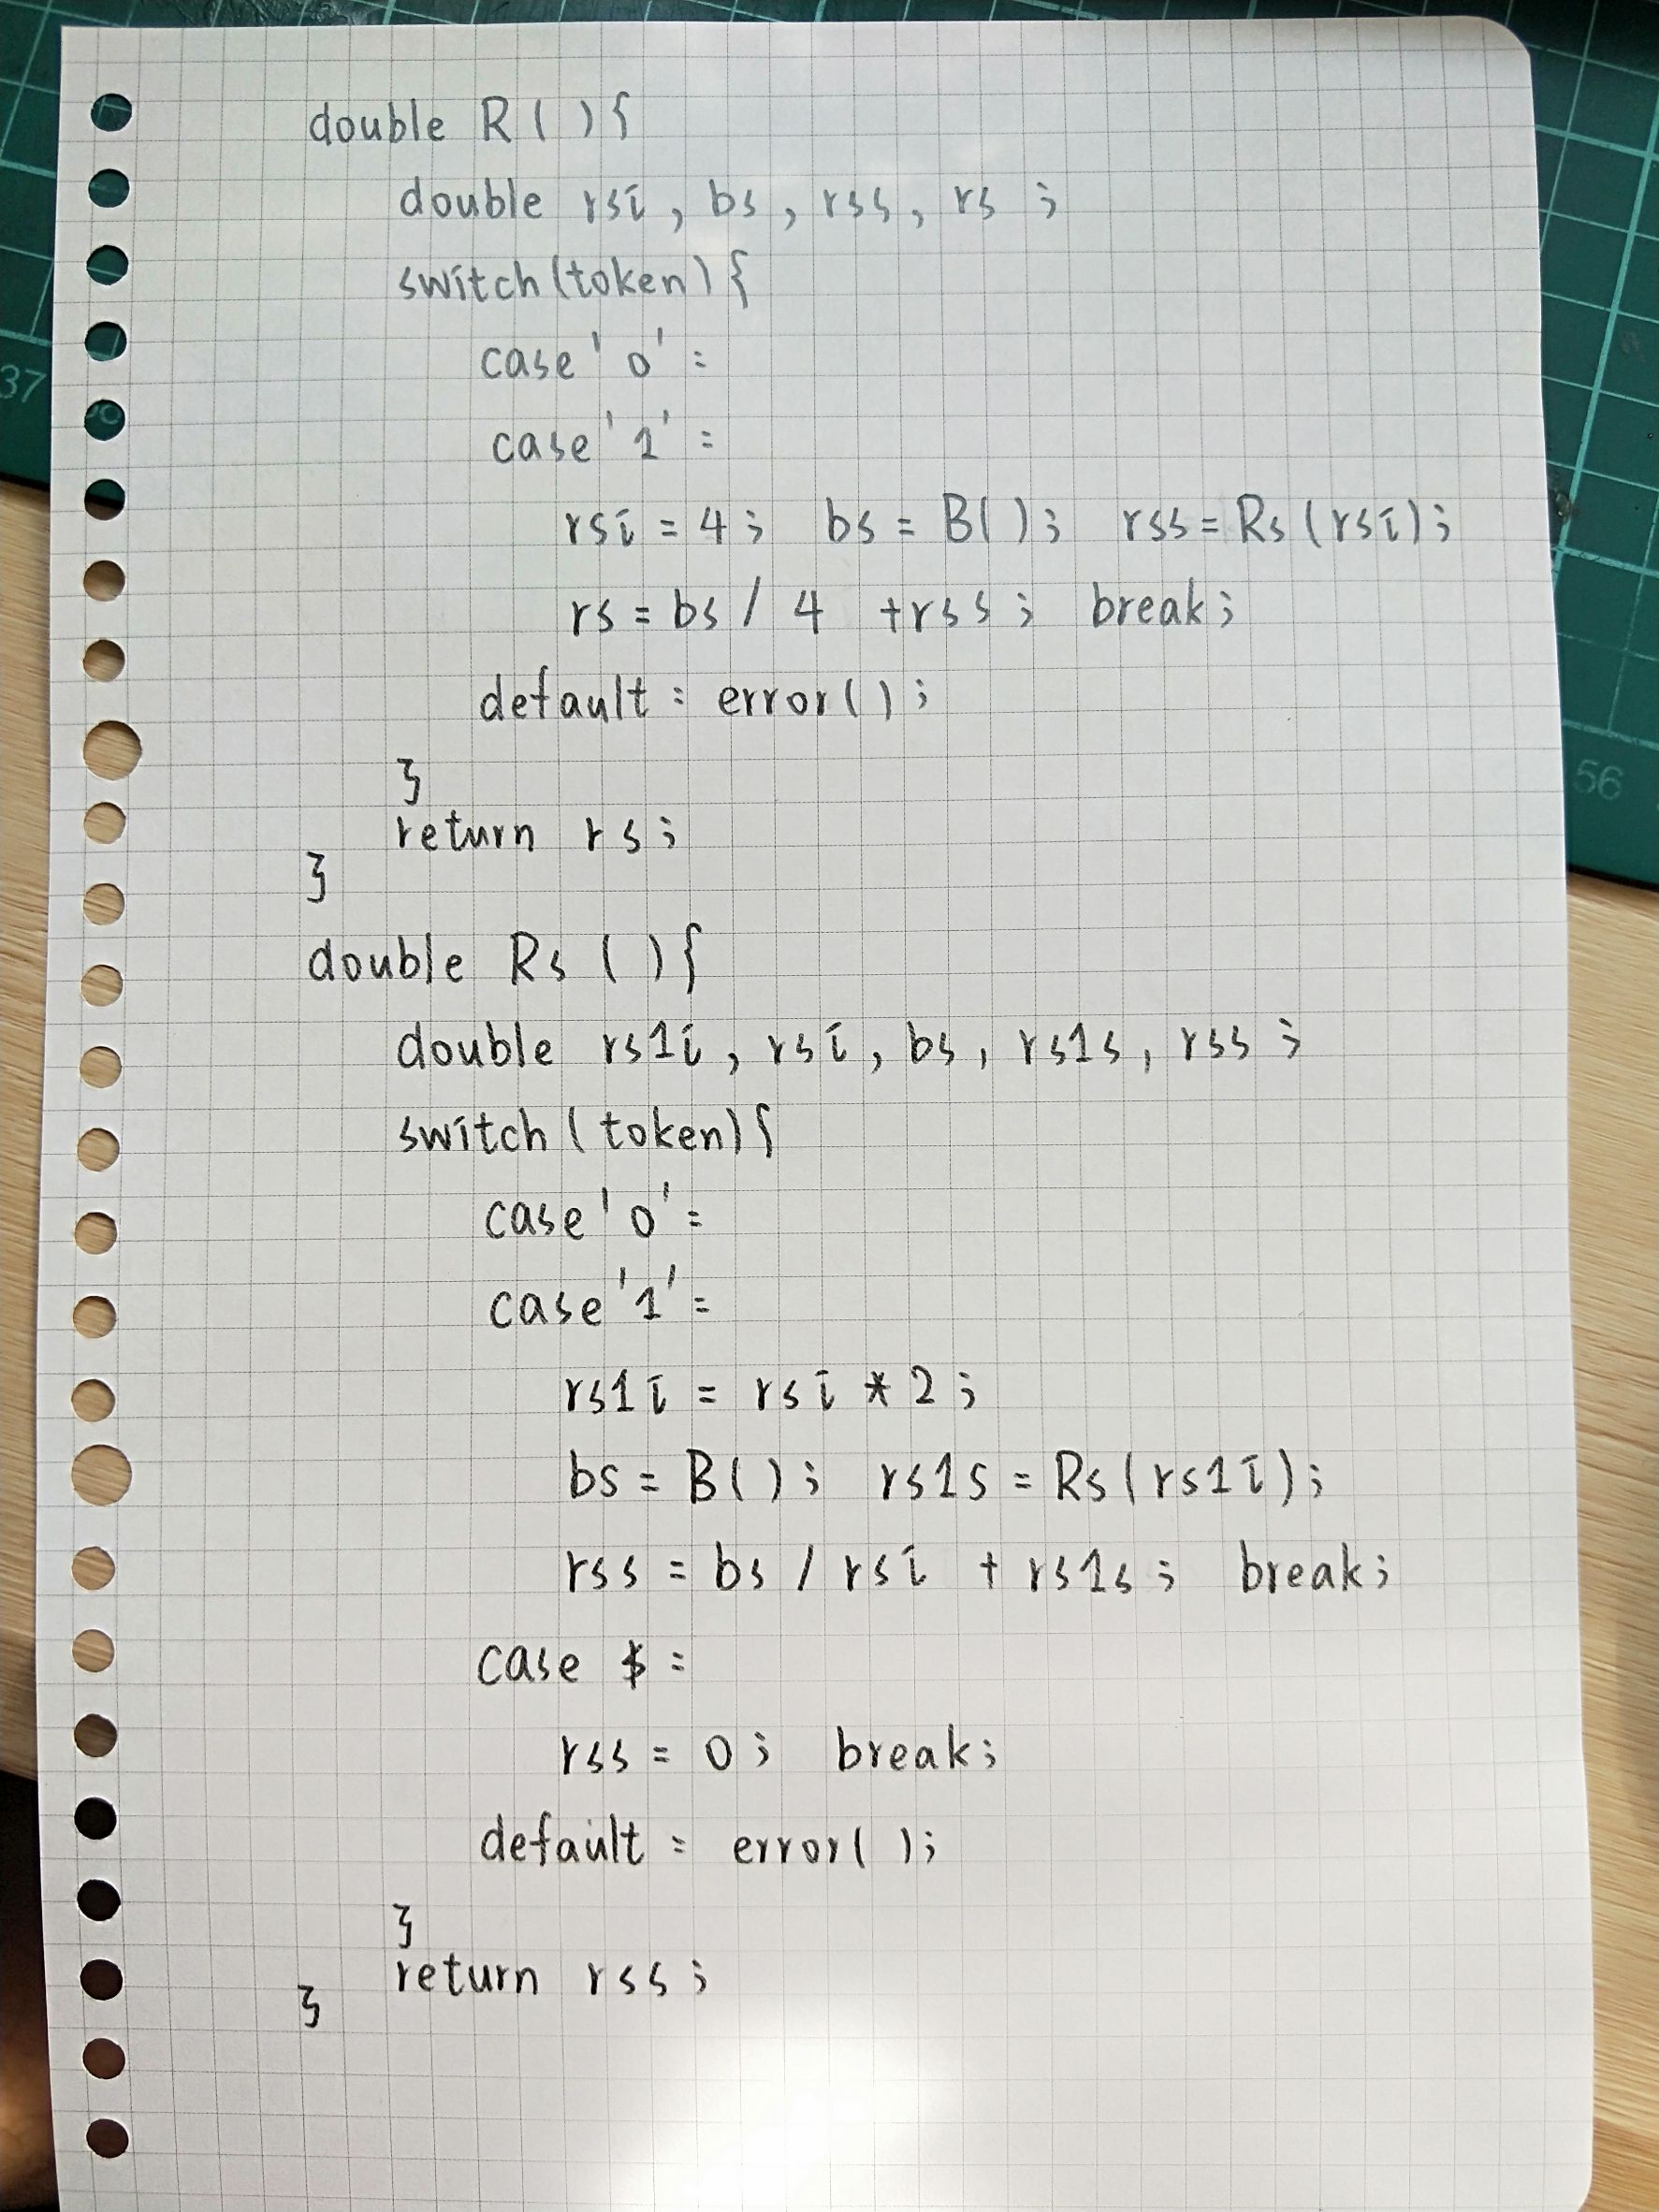 double R ( ) {
double rsi , bs , rss , rs ;
switch (token) {
case '0' :
case '1' :
rsi = 4 ; bs = B( ) ; rss = Rs (rsi) ;
rs = bs / 4 + rss ; break ;
default : error( ) ;
}
return rs ;
}
double Rs ( ) {
double rs1i , rsi , bs , rs1s , rss ;
switch ( token) {
case '0' :
case '1' :
rs1i = rsi * 2 ;
bs = B( ) ; rs1s = Rs (rs1i) ;
rss = bs / rsi + rs1s ; break ;
case $ :
rss = 0 ; break ;
default : error( ) ;
}
return rss ;
}
37
56